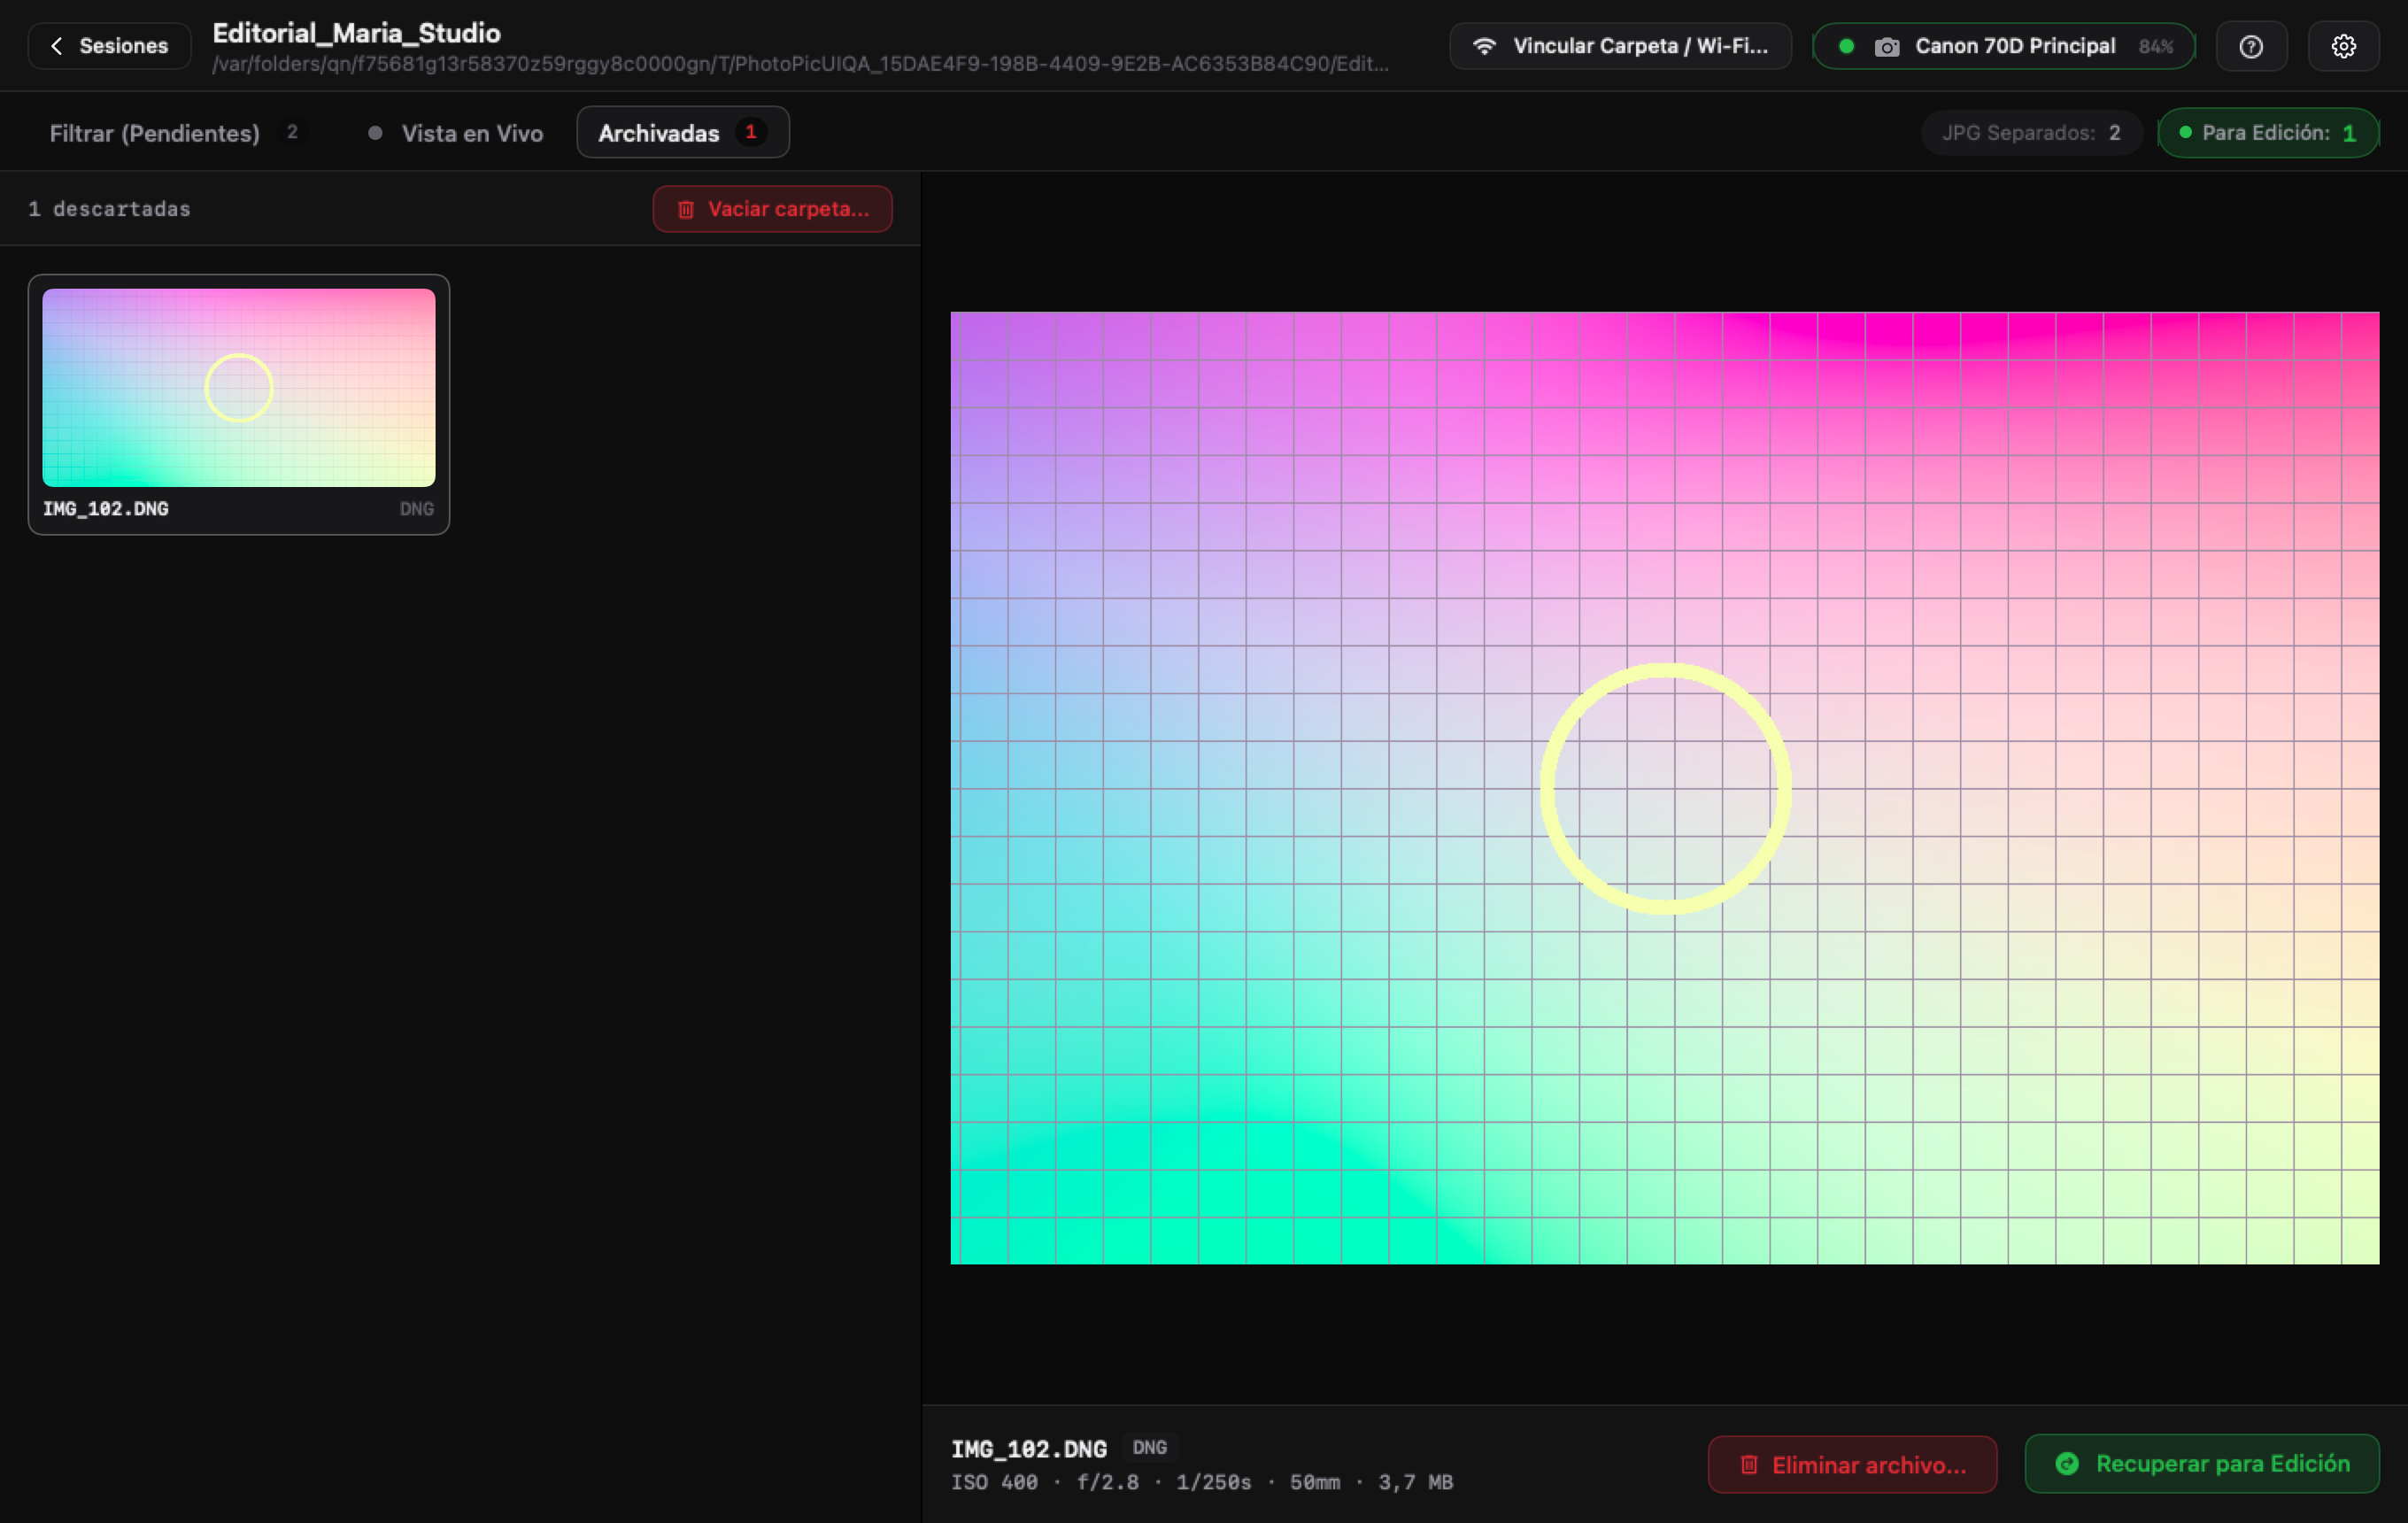 Sesiones
Editorial_Maria_Studio
/var/folders/qn/f75681g13r58370z59rggy8c0000gn/T/PhotoPicUIQA_15DAE4F9-198B-4409-9E2B-AC6353B84C90/Edit...
Vincular Carpeta / Wi-Fi...
Canon 70D Principal 84%
Filtrar (Pendientes) 2
Vista en Vivo
Archivadas 1
JPG Separados: 2
Para Edición: 1
1 descartadas
Vaciar carpeta...
IMG_102.DNG DNG
IMG_102.DNG DNG
ISO 400 · f/2.8 · 1/250s · 50mm · 3,7 MB
Eliminar archivo...
Recuperar para Edición